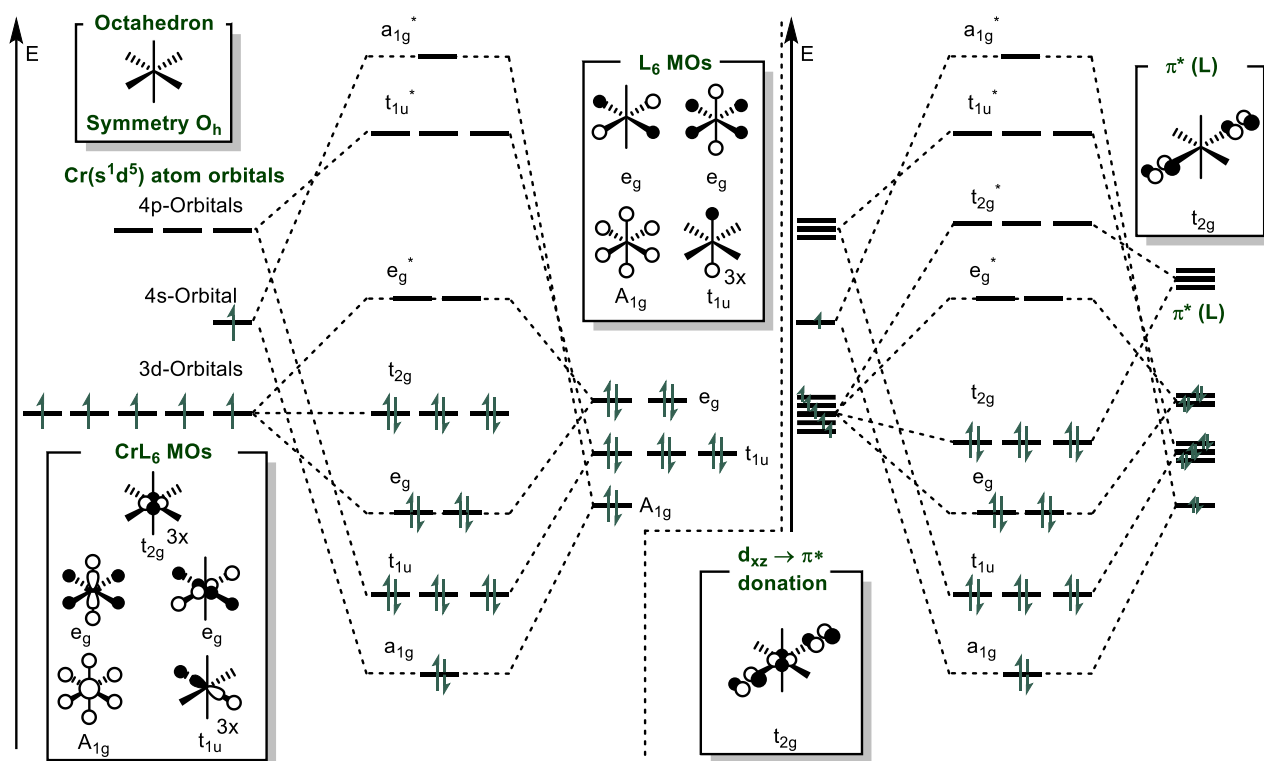 Octahedron
Symmetry Oₕ
E
Cr(s¹d⁵) atom orbitals
4p-Orbitals
4s-Orbital
3d-Orbitals
a₁g*
t₁u*
eg*
t₂g
eg
t₁u
a₁g
eg
t₁u
A₁g
CrL₆ MOs
t₂g 3x
eg
eg
A₁g
t₁u 3x
L₆ MOs
eg
eg
A₁g
t₁u 3x
E
a₁g*
t₁u*
t₂g*
eg*
t₂g
eg
t₁u
a₁g
π* (L)
t₂g
π* (L)
dxz → π*
donation
t₂g